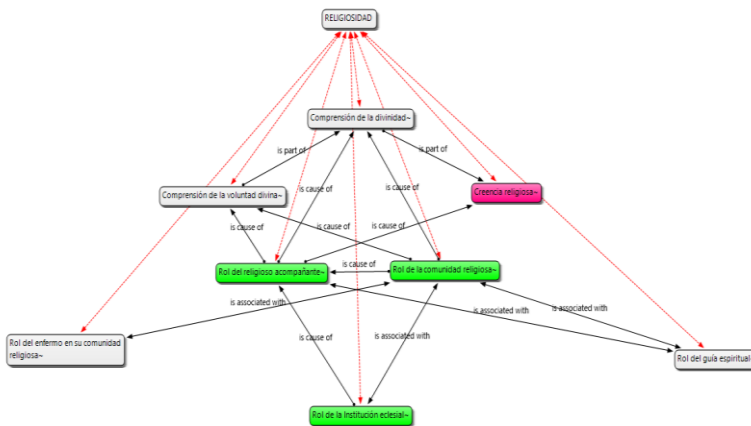 RELIGIOSIDAD
Comprensión de la divinidad~
is part of
is part of
Comprensión de la voluntad divina~
is cause of
is cause of
Creencia religiosa~
is cause of
is cause of
is cause of
Rol del religioso acompañante~
is cause of
Rol de la comunidad religiosa~
is associated with
is associated with
is associated with
Rol del enfermo en su comunidad
religiosa~
is cause of
is associated with
Rol del guía espiritual~
Rol de la Institución eclesial~